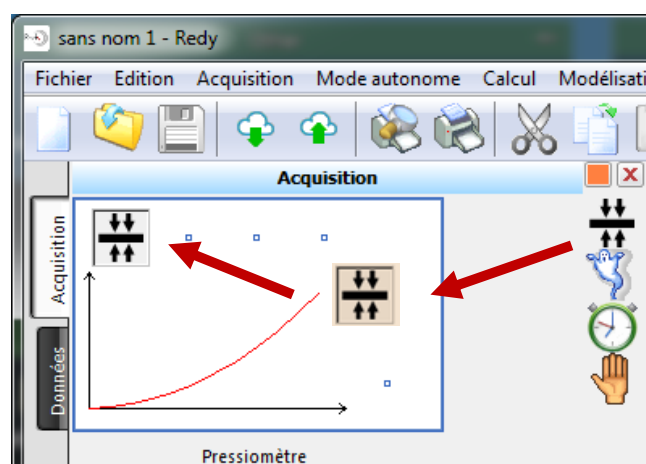 sans nom 1 - Redy
Fichier Edition Acquisition Mode autonome Calcul Modélisati
Acquisition
Acquisition
Données
Pressiomètre